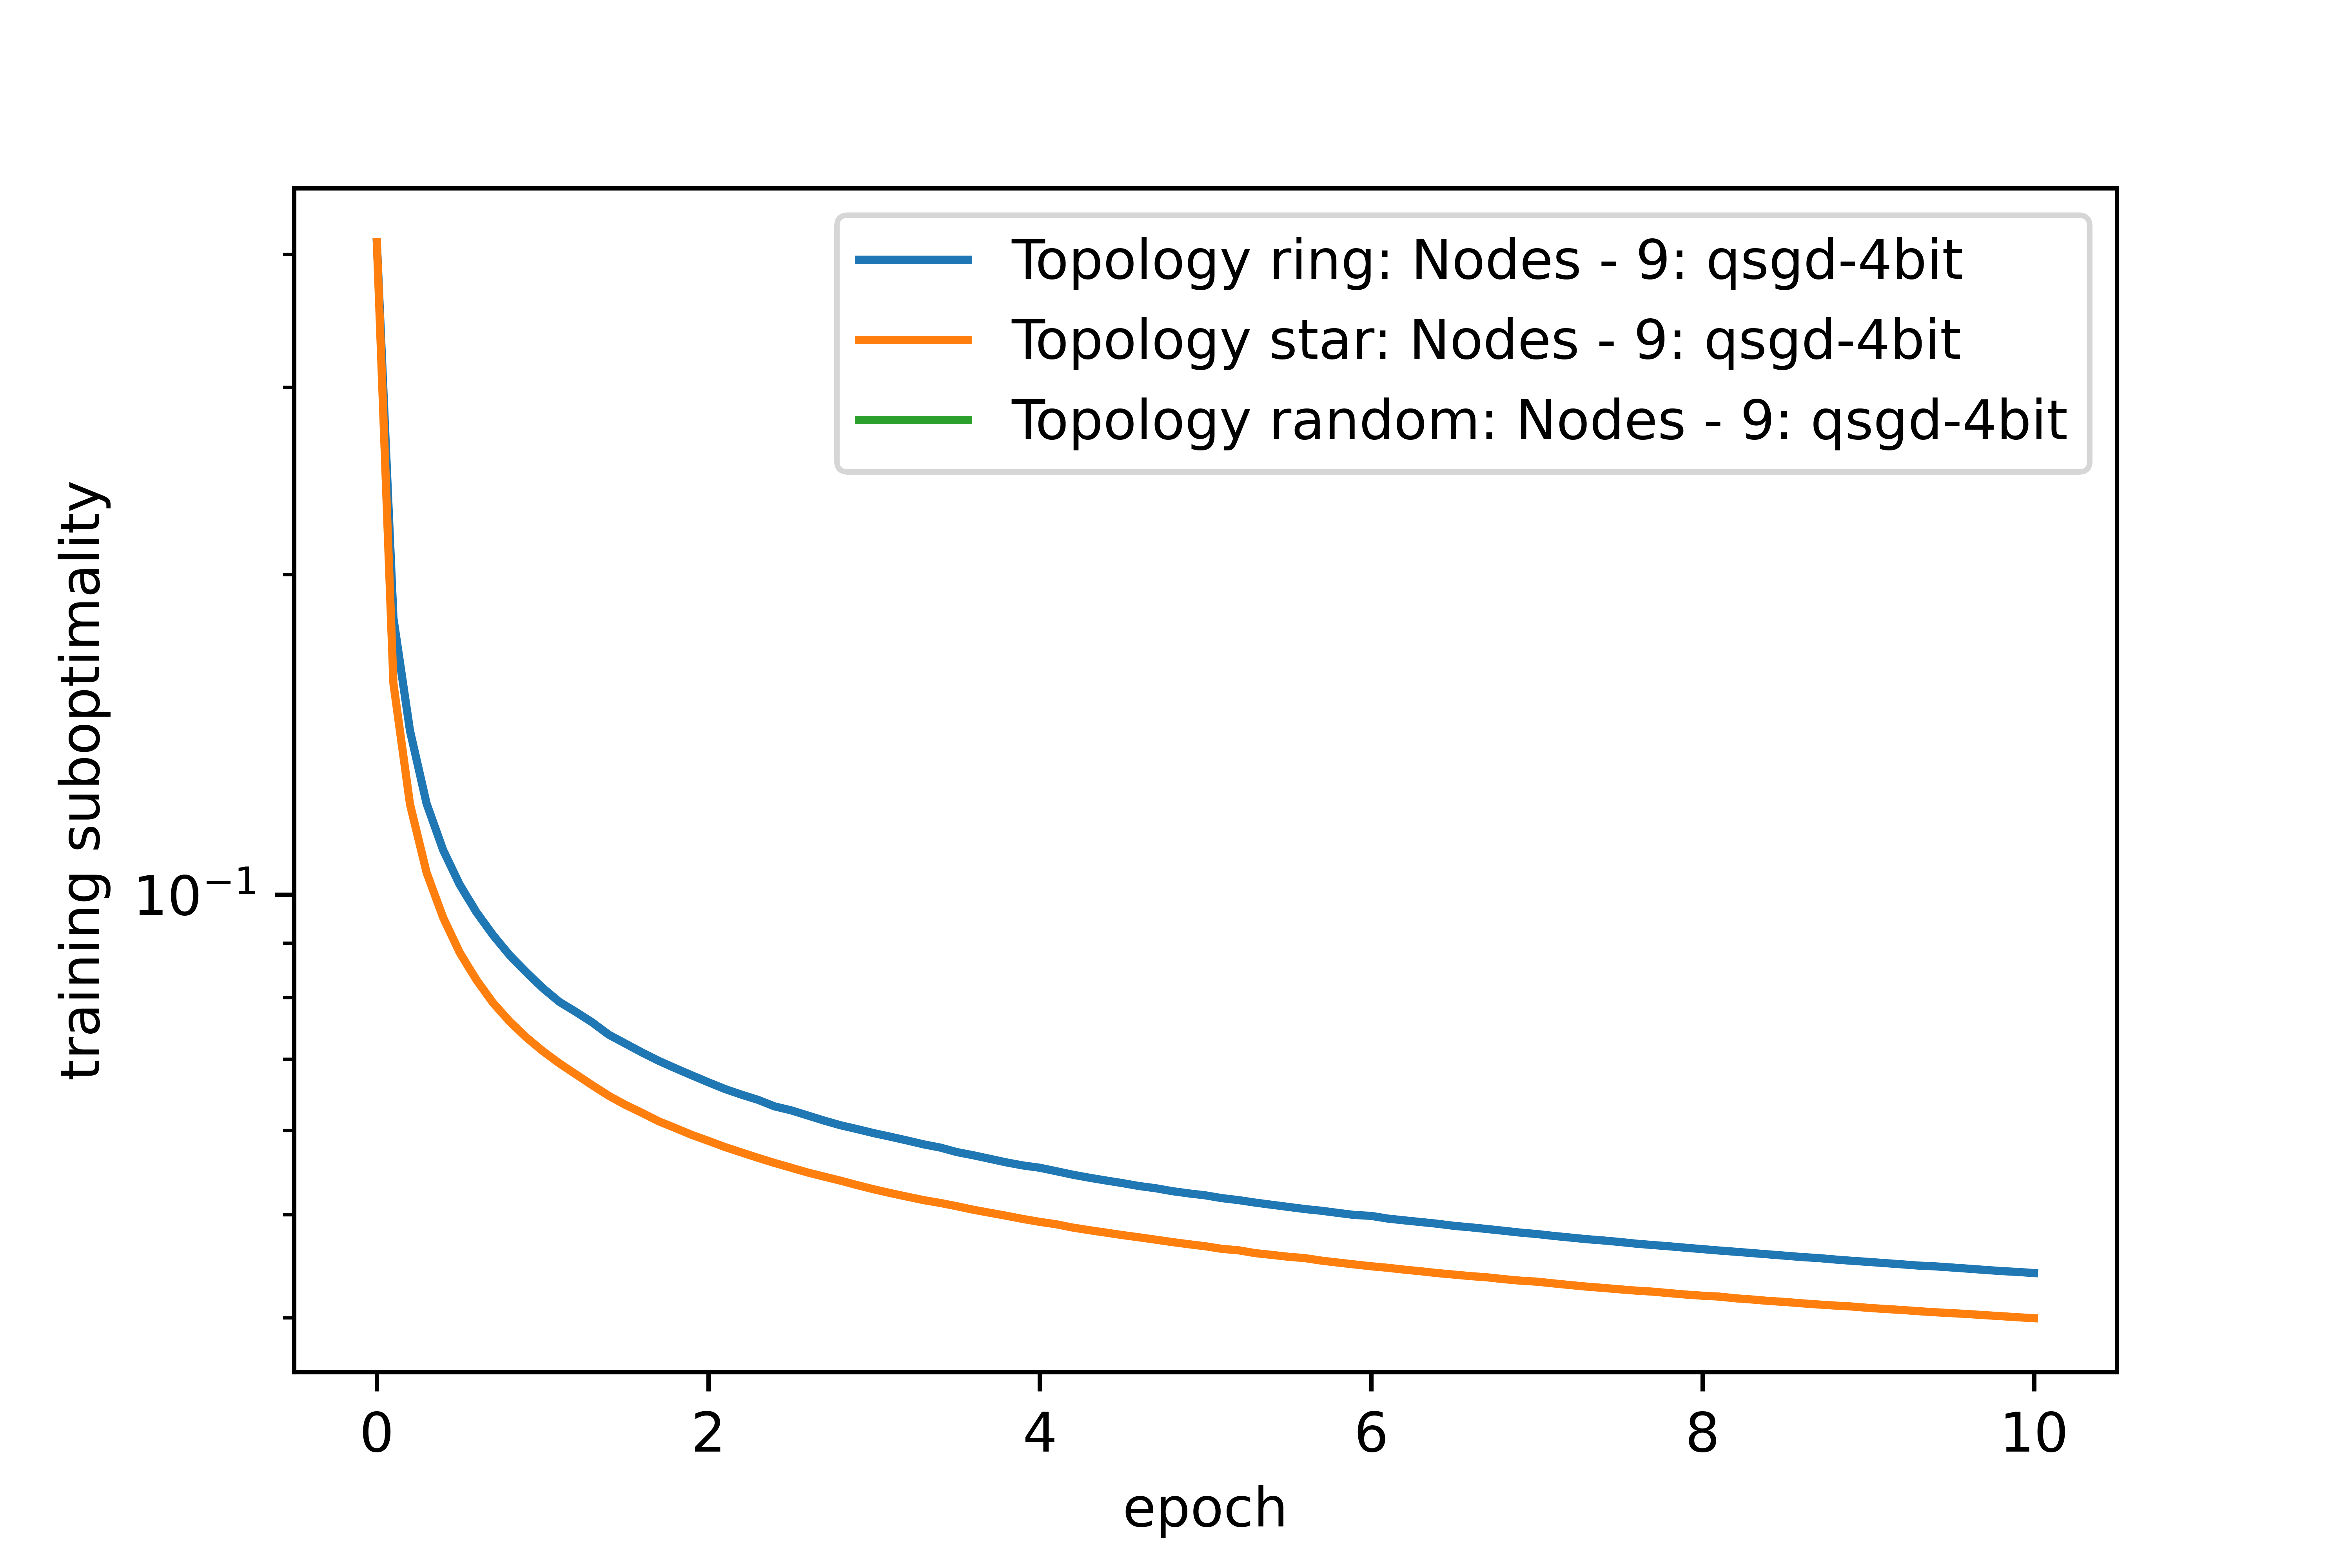 Topology ring: Nodes - 9: qsgd-4bit
Topology star: Nodes - 9: qsgd-4bit
Topology random: Nodes - 9: qsgd-4bit
training suboptimality
10⁻¹
0 2 4 6 8 10
epoch